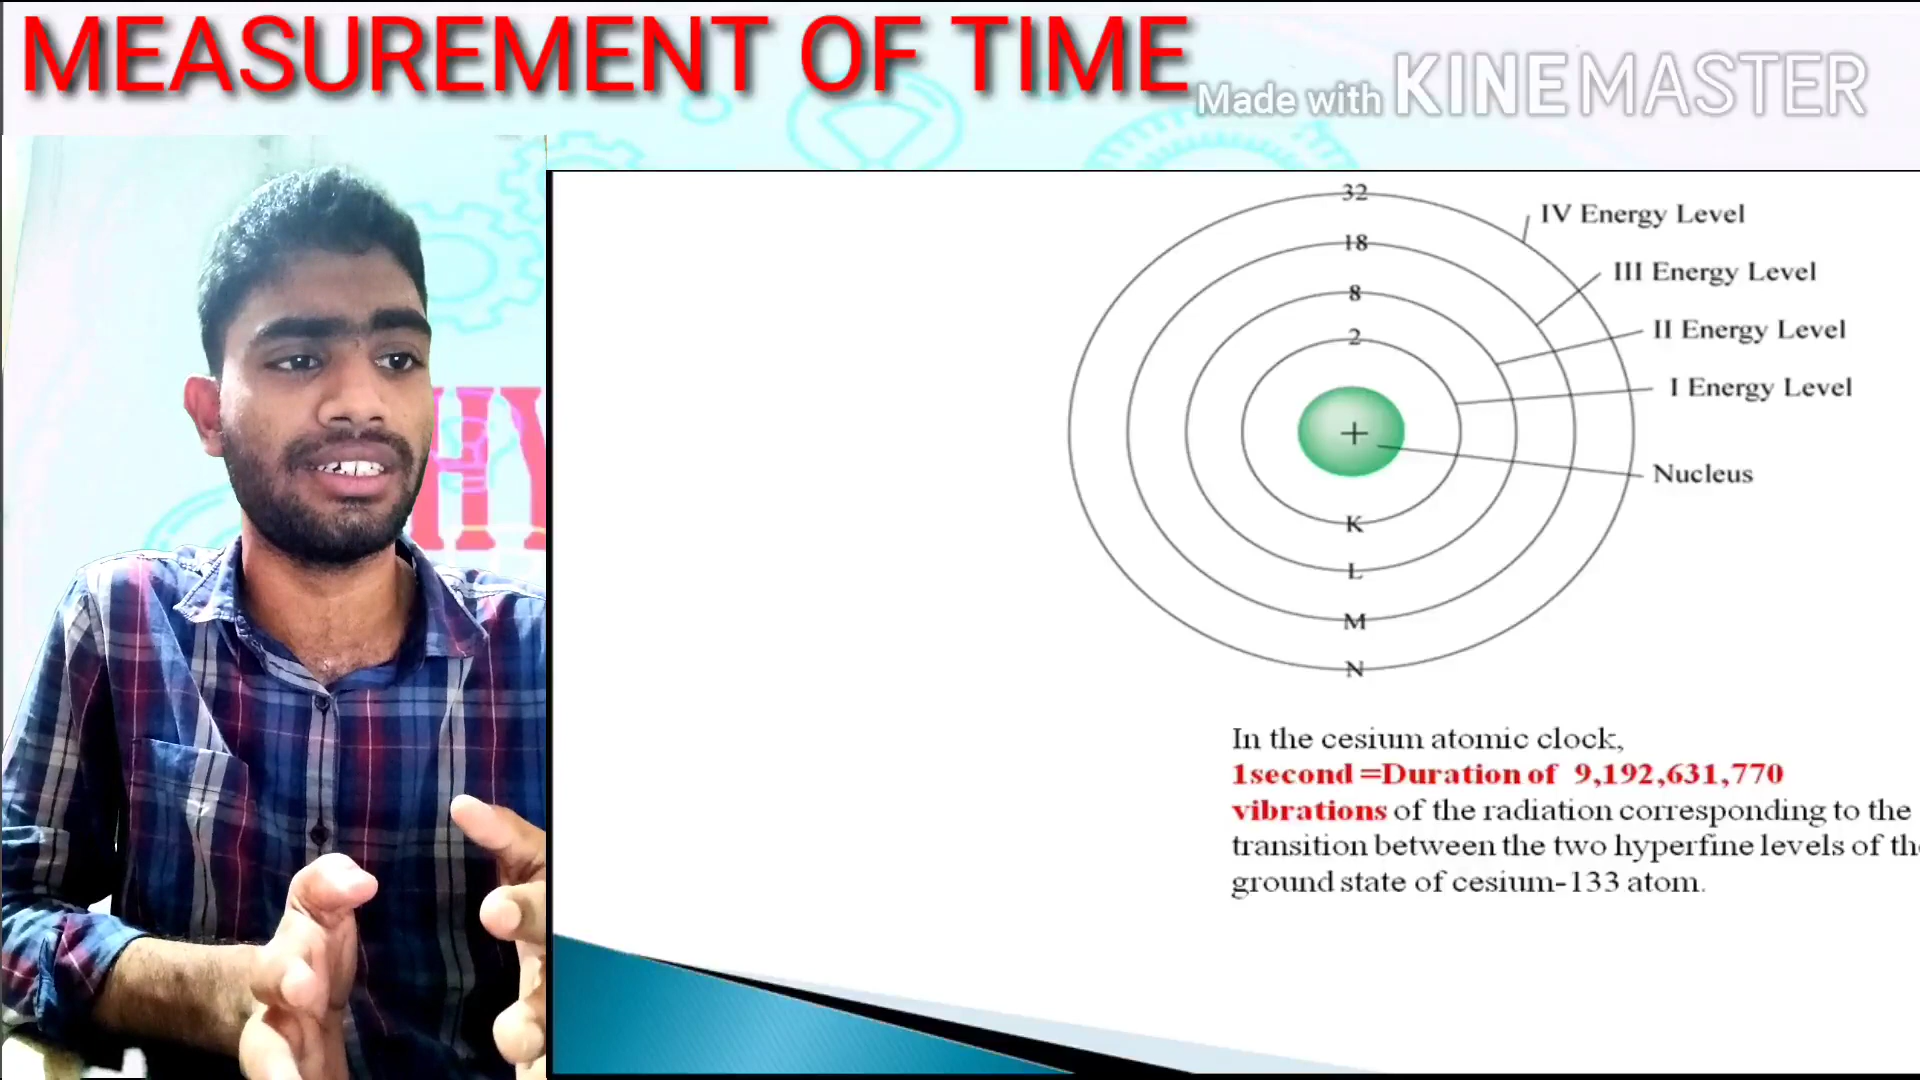 MEASUREMENT OF TIME
Made with KINEMASTER
HY
32
18
8
2
+
K
L
M
N
IV Energy Level
III Energy Level
II Energy Level
I Energy Level
Nucleus
In the cesium atomic clock,
1second =Duration of 9,192,631,770
vibrations of the radiation corresponding to the
transition between the two hyperfine levels of the
ground state of cesium-133 atom.